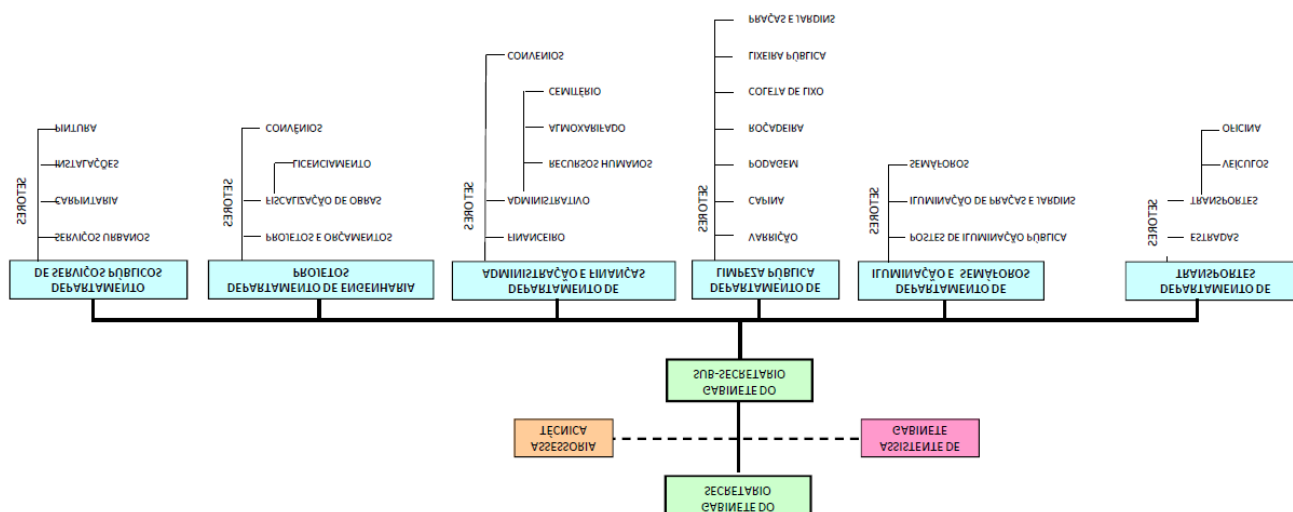 GABINETE DO
SECRETARIO
ASSESSORIA
TÉCNICA
ASSISTENTE DE
GABINETE
GABINETE DO
SUB-SECRETARIO
DEPARTAMENTO
DE SERVIÇOS PÚBLICOS
SETORES
SERVIÇOS URBANOS
CARPINTARIA
INSTALAÇÕES
PINTURA
DEPARTAMENTO DE ENGENHARIA
PROJETOS
SETORES
PROJETOS E ORÇAMENTOS
FISCALIZAÇÃO DE OBRAS
LICENCIAMENTO
CONVÊNIOS
DEPARTAMENTO DE
ADMINISTRAÇÃO E FINANÇAS
SETORES
FINANCEIRO
ADMINISTRATIVO
RECURSOS HUMANOS
ALMOXARIFADO
CEMITÉRIO
CONVENIOS
DEPARTAMENTO DE
LIMPEZA PÚBLICA
SETORES
VARRIÇÃO
CAPINA
PODAGEM
ROÇADEIRA
COLETA DE LIXO
LIXEIRA PÚBLICA
PRAÇAS E JARDINS
DEPARTAMENTO DE
ILUMINAÇÃO E SEMÁFOROS
SETORES
POSTES DE ILUMINAÇÃO PÚBLICA
ILUMINAÇÃO DE PRAÇAS E JARDINS
SEMÁFOROS
DEPARTAMENTO DE
TRANSPORTES
SETORES
ESTRADAS
TRANSPORTES
VEÍCULOS
OFICINA